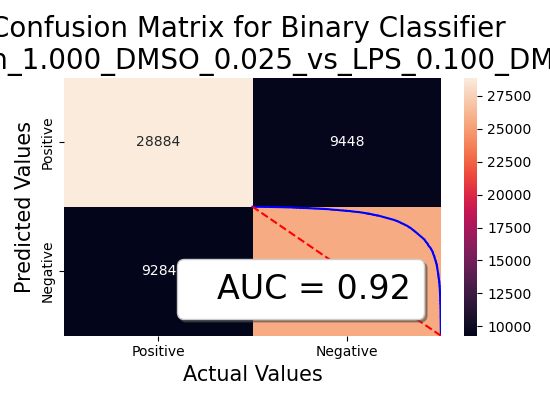 Confusion Matrix for Binary Classifier
n_1.000_DMSO_0.025_vs_LPS_0.100_DM
Predicted Values
Positive
Negative
28884
9448
9284
AUC = 0.92
Positive
Negative
Actual Values
27500
25000
22500
20000
17500
15000
12500
10000